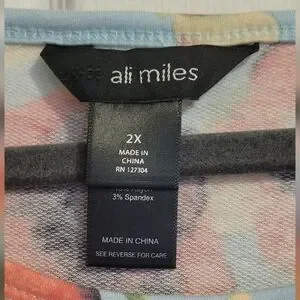 ali miles
2X
MADE IN
CHINA
RN 127304
3% Spandex
MADE IN CHINA
SEE REVERSE FOR CARE